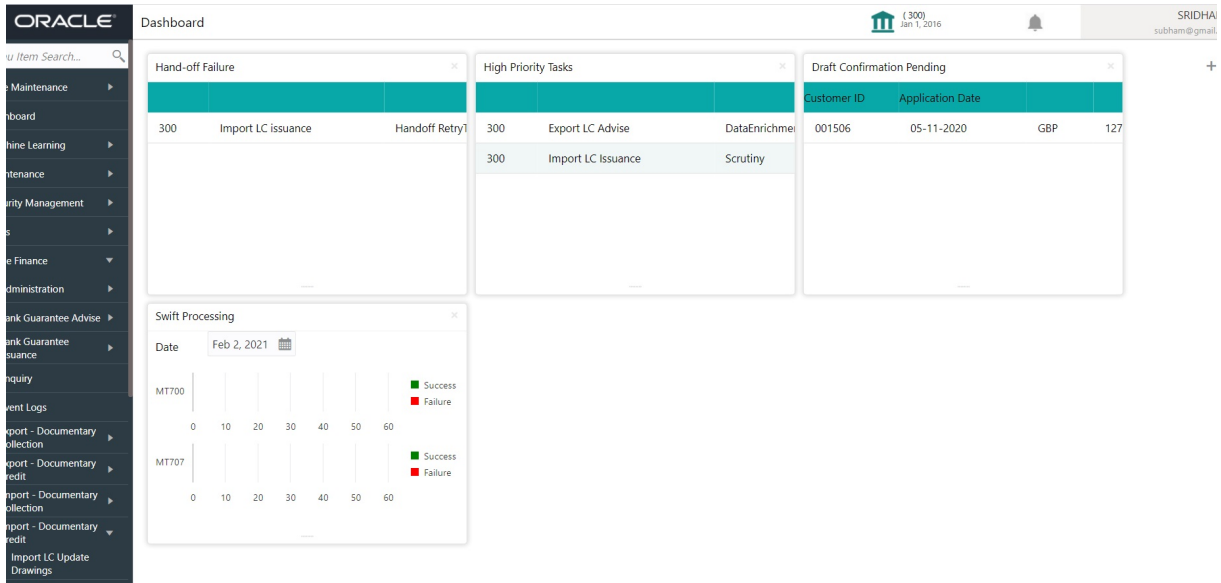 ORACLE®
Dashboard
( 300)
Jan 1, 2016
SRIDHA
subham@gmail.
nu Item Search...
e Maintenance
hboard
hine Learning
ntenance
urity Management
s
e Finance
dministration
ank Guarantee Advise
ank Guarantee
suance
nquiry
vent Logs
xport - Documentary
ollection
xport - Documentary
redit
mport - Documentary
ollection
mport - Documentary
redit
Import LC Update
Drawings
Hand-off Failure
300 Import LC issuance Handoff RetryT
High Priority Tasks
300 Export LC Advise DataEnrichmer
300 Import LC Issuance Scrutiny
Draft Confirmation Pending
Customer ID Application Date
001506 05-11-2020 GBP 127
Swift Processing
Date Feb 2, 2021
MT700
Success
Failure
0 10 20 30 40 50 60
MT707
Success
Failure
0 10 20 30 40 50 60